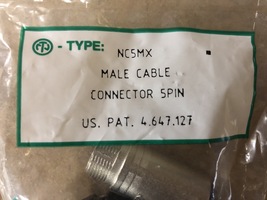 - TYPE: NC5MX
MALE CABLE
CONNECTOR 5PIN
US. PAT. 4.647.127